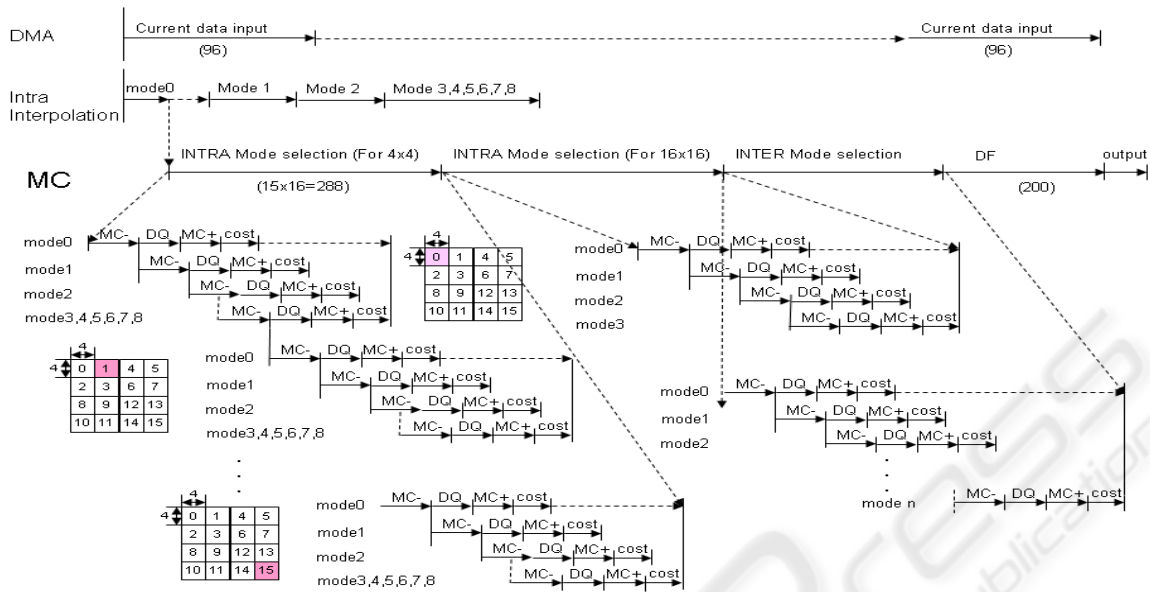 DMA
Current data input
(96)
Current data input
(96)
Intra
Interpolation
mode0
Mode 1
Mode 2
Mode 3,4,5,6,7,8
MC
INTRA Mode selection (For 4x4)
(15x16=288)
INTRA Mode selection (For 16x16)
INTER Mode selection
DF
(200)
output
mode0 MC- DQ MC+ cost
mode1 MC- DQ MC+ cost
mode2 MC- DQ MC+ cost
mode3,4,5,6,7,8 MC- DQ MC+ cost
4
4 0 1 4 5
2 3 6 7
8 9 12 13
10 11 14 15
mode0 MC- DQ MC+ cost
mode1 MC- DQ MC+ cost
mode2 MC- DQ MC+ cost
mode3 MC- DQ MC+ cost
4
4 0 1 4 5
2 3 6 7
8 9 12 13
10 11 14 15
mode0 MC- DQ MC+ cost
mode1 MC- DQ MC+ cost
mode2 MC- DQ MC+ cost
mode3,4,5,6,7,8 MC- DQ MC+ cost
mode0 MC- DQ MC+ cost
mode1 MC- DQ MC+ cost
mode2 MC- DQ MC+ cost
mode n MC- DQ MC+ cost
4
4 0 1 4 5
2 3 6 7
8 9 12 13
10 11 14 15
mode0 MC- DQ MC+ cost
mode1 MC- DQ MC+ cost
mode2 MC- DQ MC+ cost
mode3,4,5,6,7,8 MC- DQ MC+ cost